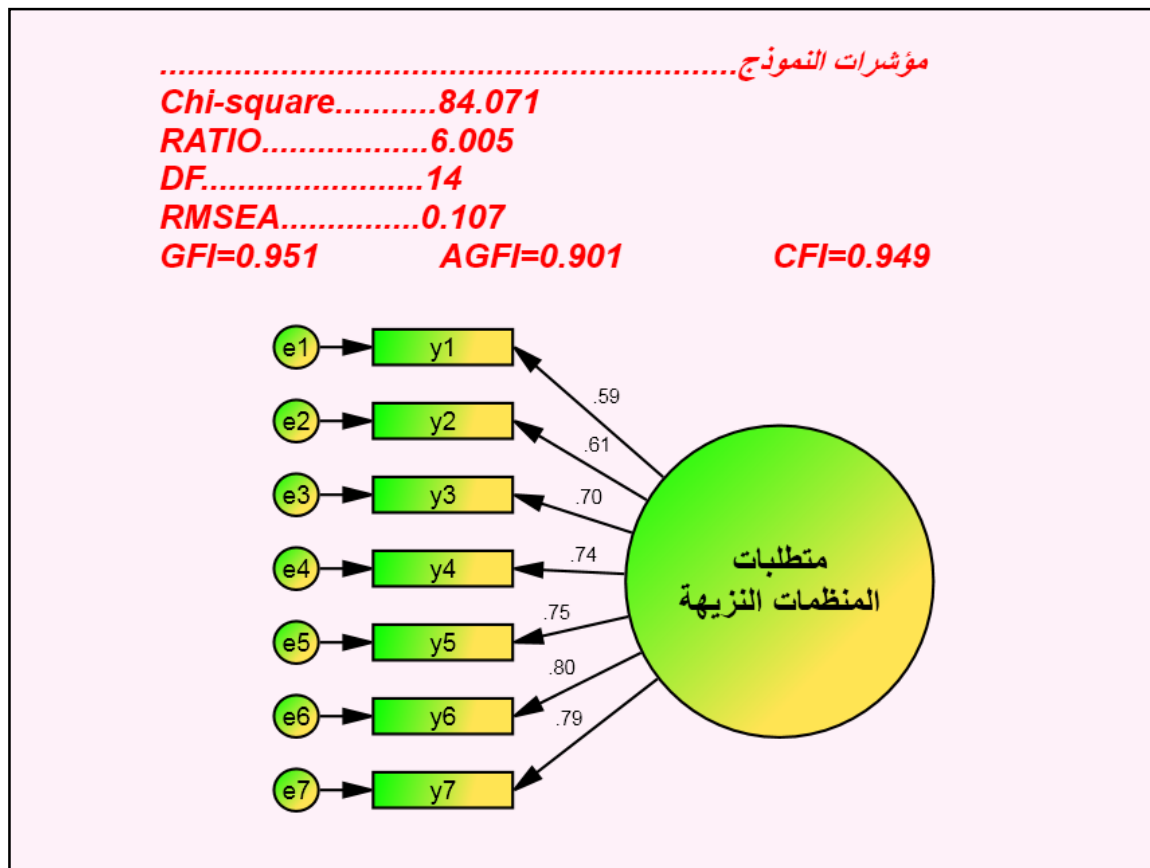 مؤشرات النموذج...............................................................
Chi-square...........84.071
RATIO..................6.005
DF........................14
RMSEA...............0.107
GFI=0.951 AGFI=0.901 CFI=0.949
e1 y1 .59
e2 y2 .61
e3 y3 .70
e4 y4 .74
متطلبات
المنظمات النزيهة
e5 y5 .75
e6 y6 .80
e7 y7 .79